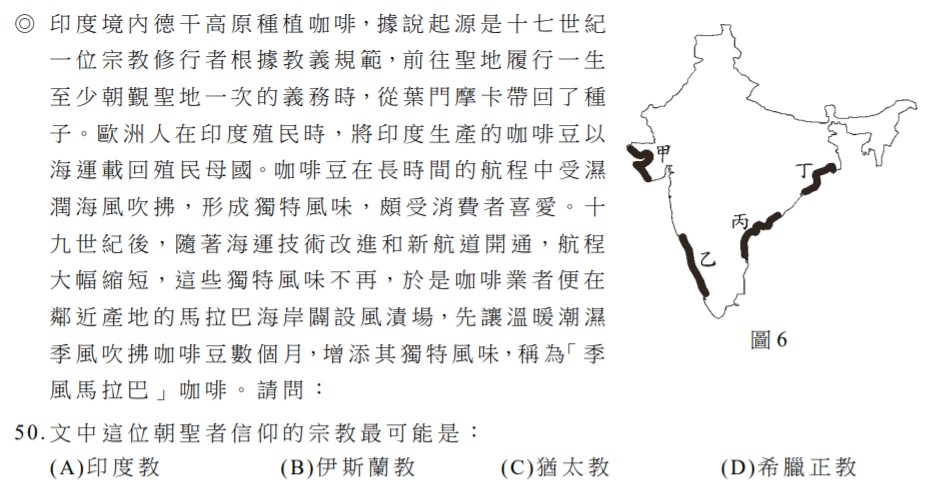 ◎ 印度境內德干高原種植咖啡，據說起源是十七世紀
一位宗教修行者根據教義規範，前往聖地履行一生
至少朝覲聖地一次的義務時，從葉門摩卡帶回了種
子。歐洲人在印度殖民時，將印度生產的咖啡豆以
海運載回殖民母國。咖啡豆在長時間的航程中受濕
潤海風吹拂，形成獨特風味，頗受消費者喜愛。十
九世紀後，隨著海運技術改進和新航道開通，航程
大幅縮短，這些獨特風味不再，於是咖啡業者便在
鄰近產地的馬拉巴海岸闢設風漬場，先讓溫暖潮濕
季風吹拂咖啡豆數個月，增添其獨特風味，稱為「季
風馬拉巴」咖啡。請問：
甲
丁
丙
乙
圖6
50.文中這位朝聖者信仰的宗教最可能是：
(A)印度教 (B)伊斯蘭教 (C)猶太教 (D)希臘正教